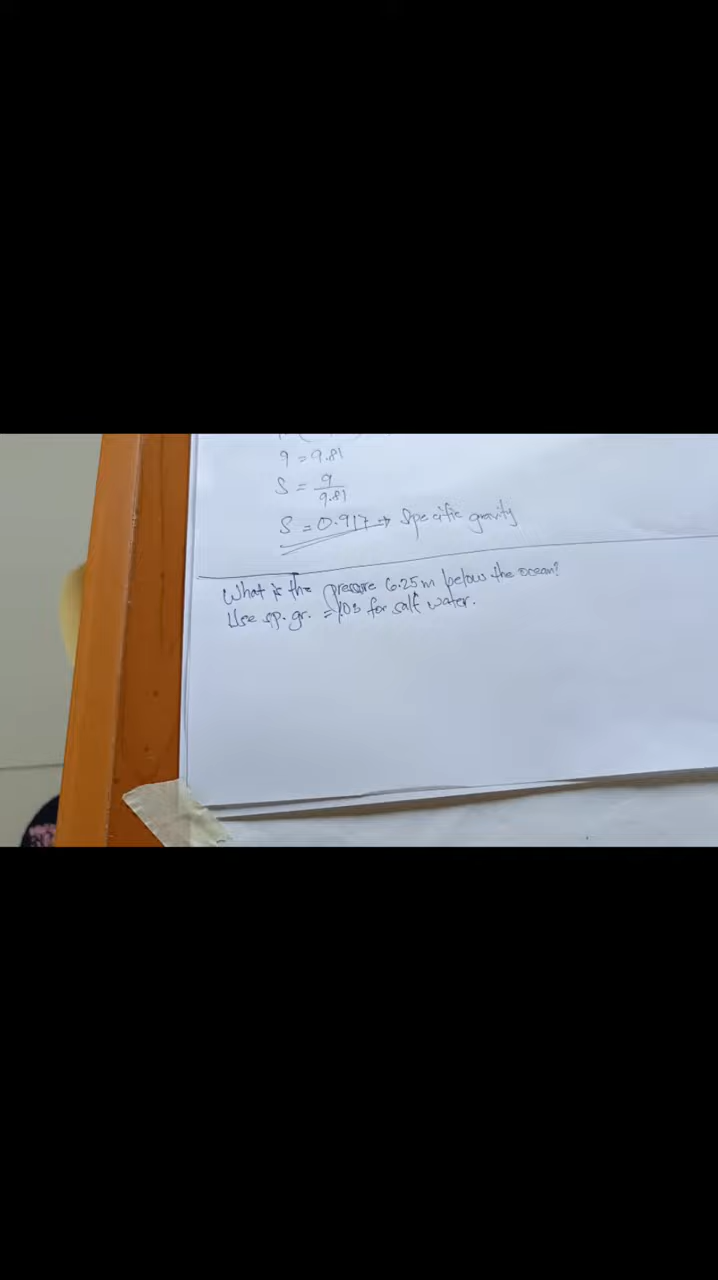 9 = 9.81
S = 9/9.81
S = 0.917 → Specific gravity
What is the pressure 6.25m below the ocean?
Use sp. gr. = 1.03 for salt water.